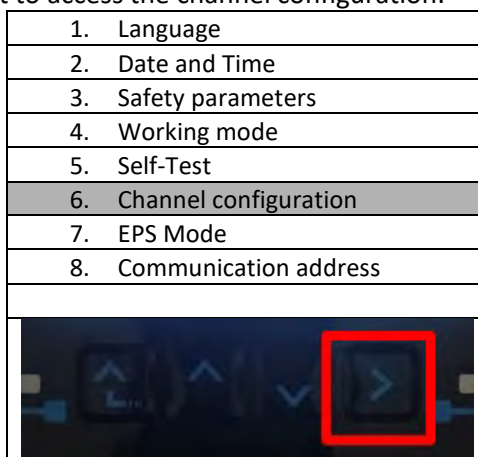 t to access the channel configuration.
1. Language
2. Date and Time
3. Safety parameters
4. Working mode
5. Self-Test
6. Channel configuration
7. EPS Mode
8. Communication address